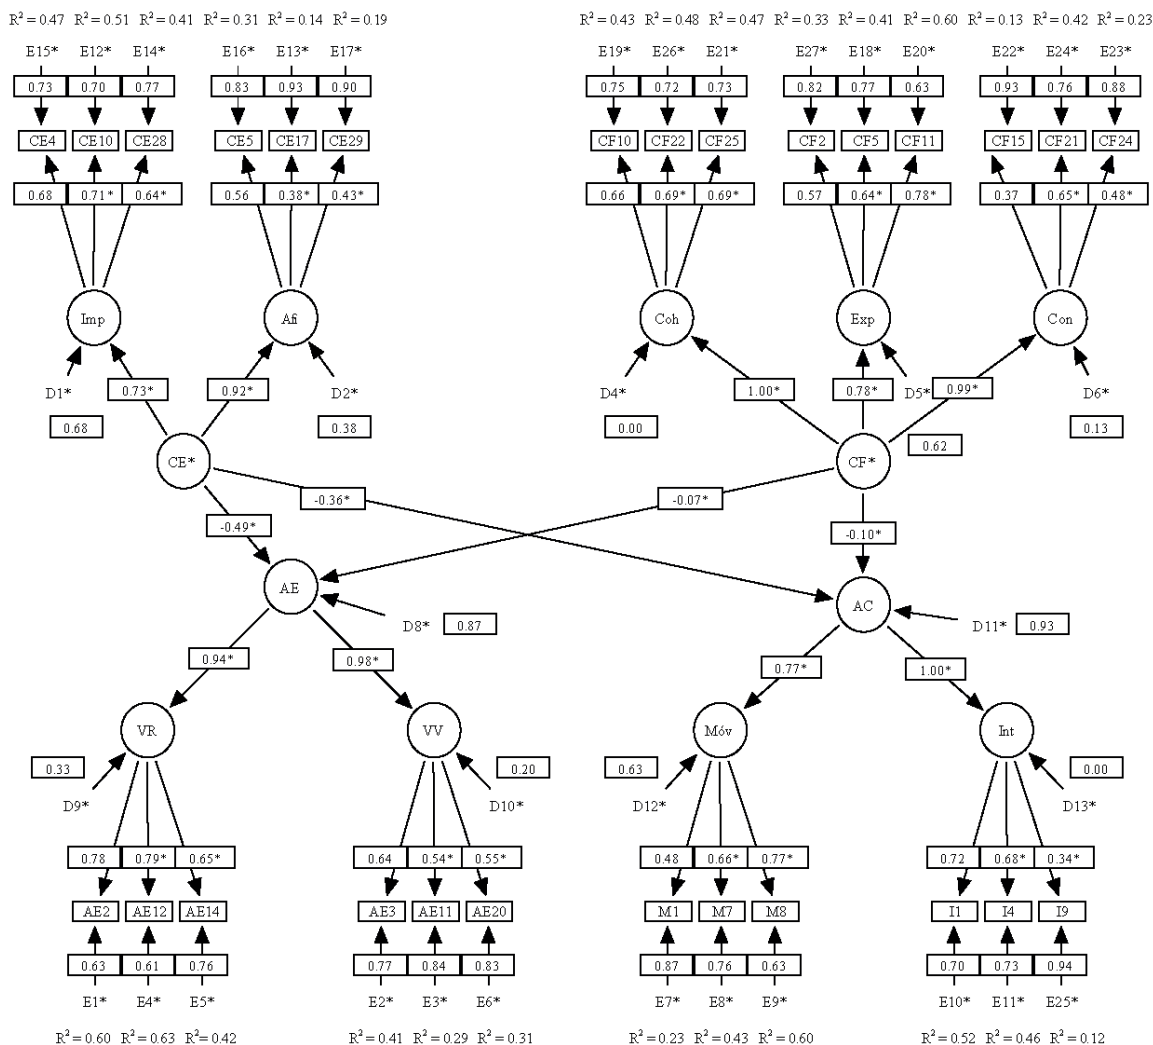 R² = 0.47 R² = 0.51 R² = 0.41 R² = 0.31 R² = 0.14 R² = 0.19 R² = 0.43 R² = 0.48 R² = 0.47 R² = 0.33 R² = 0.41 R² = 0.60 R² = 0.13 R² = 0.42 R² = 0.23
E15* E12* E14* E16* E13* E17* E19* E26* E21* E27* E18* E20* E22* E24* E23*
0.73 0.70 0.77 0.83 0.93 0.90 0.75 0.72 0.73 0.82 0.77 0.63 0.93 0.76 0.88
CE4 CE10 CE28 CE5 CE17 CE29 CF10 CF22 CF25 CF2 CF5 CF11 CF15 CF21 CF24
0.68 0.71* 0.64* 0.56 0.38* 0.43* 0.66 0.69* 0.69* 0.57 0.64* 0.78* 0.37 0.65* 0.48*
Imp Afi Coh Exp Con
D1* 0.73* 0.92* D2* D4* 1.00* 0.78* D5* 0.99* D6*
0.68 0.38 0.00 0.62 0.13
CE* CF*
-0.36* -0.07*
-0.49* -0.10*
AE AC
D8* 0.87 D11* 0.93
0.94* 0.98* 0.77* 1.00*
VR VV Móv Int
0.33 0.20 0.63 0.00
D9* D10* D12* D13*
0.78 0.79* 0.65* 0.64 0.54* 0.55* 0.48 0.66* 0.77* 0.72 0.68* 0.34*
AE2 AE12 AE14 AE3 AE11 AE20 M1 M7 M8 I1 I4 I9
0.63 0.61 0.76 0.77 0.84 0.83 0.87 0.76 0.63 0.70 0.73 0.94
E1* E4* E5* E2* E3* E6* E7* E8* E9* E10* E11* E25*
R² = 0.60 R² = 0.63 R² = 0.42 R² = 0.41 R² = 0.29 R² = 0.31 R² = 0.23 R² = 0.43 R² = 0.60 R² = 0.52 R² = 0.46 R² = 0.12